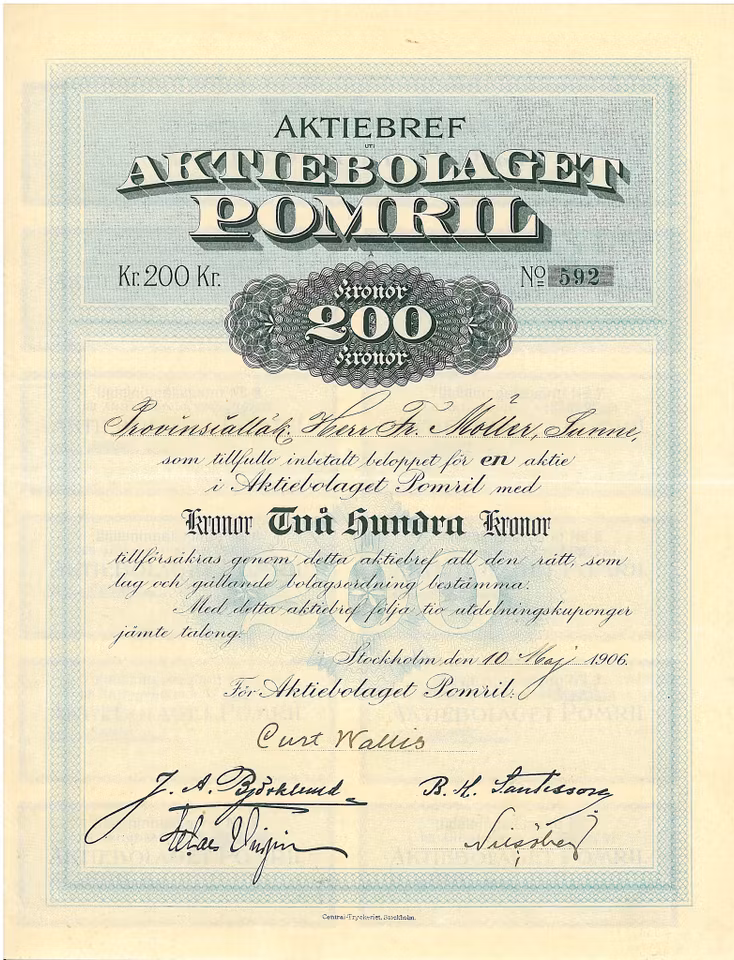 AKTIEBREF
UTI
AKTIEBOLAGET
POMRIL
A
Kr. 200 Kr.
No 592
Kronor
200
Kronor
Provinsialläk. Herr Fr. Möller, Sunne,
som tillfullo inbetalt beloppet för en aktie
i Aktiebolaget Pomril med
Kronor Två Hundra Kronor
tillförsäkras genom detta aktiebref all den rätt, som
lag och gällande bolagsordning bestämma.
Med detta aktiebref följa tio utdelningskuponger
jämte talong.
Stockholm den 10 Maj 1906.
För Aktiebolaget Pomril:
Curt Wallis
J. A. Björklund
B. H. Santesson
Central-Tryckeriet, Stockholm.